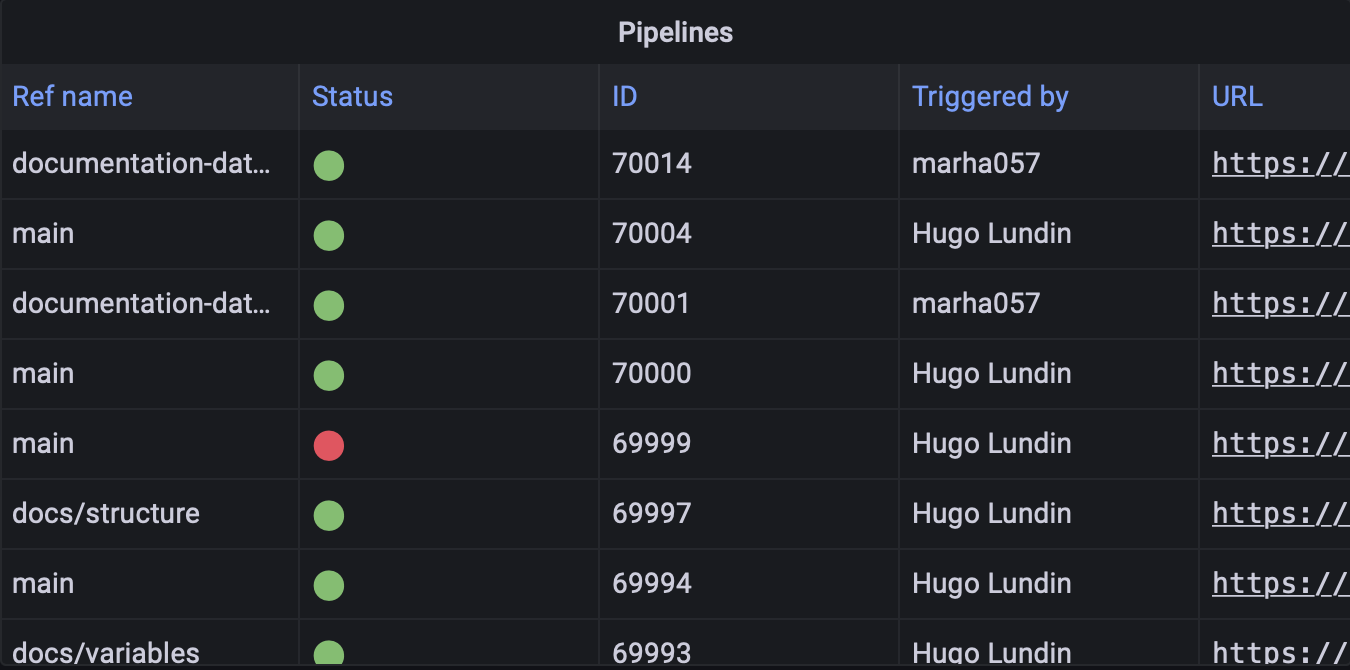 Pipelines
Ref name Status ID Triggered by URL
documentation-dat... 70014 marha057 https://
main 70004 Hugo Lundin https://
documentation-dat... 70001 marha057 https://
main 70000 Hugo Lundin https://
main 69999 Hugo Lundin https://
docs/structure 69997 Hugo Lundin https://
main 69994 Hugo Lundin https://
docs/variables 69993 Hugo Lundin https://